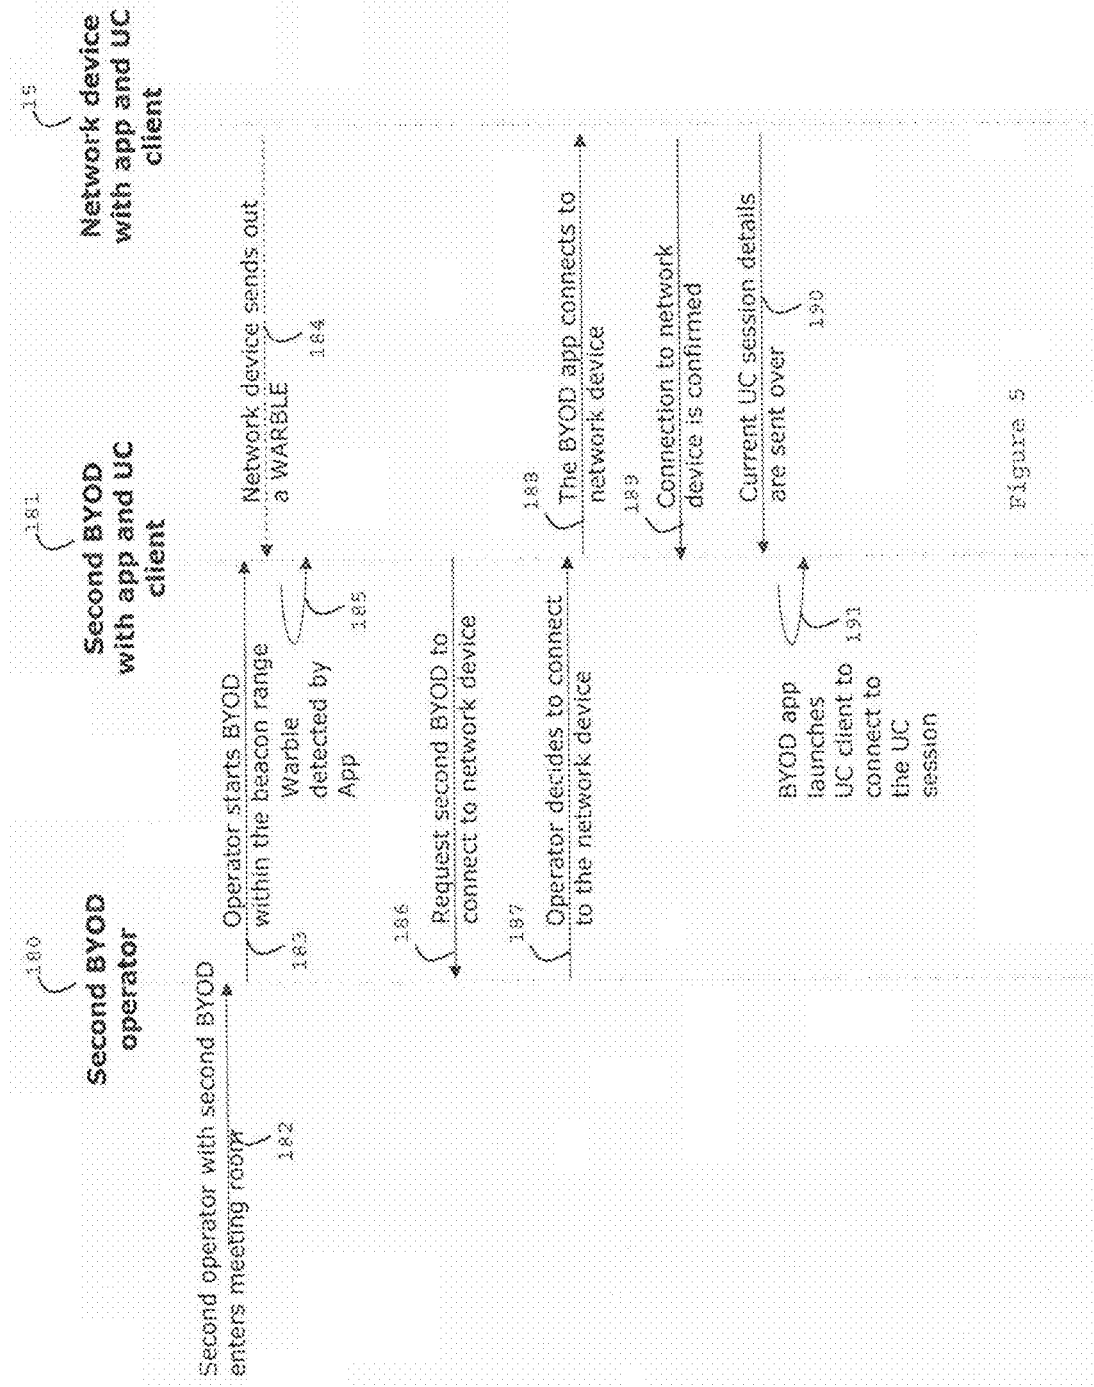 180
Second BYOD
operator
181
Second BYOD
with app and UC
client
15
Network device
with app and UC
client
Second operator with second BYOD
enters meeting room
182
Operator starts BYOD
within the beacon range
183
Network device sends out
a WARBLE
184
Warble
detected by
App
185
186
Request second BYOD to
connect to network device
187
Operator decides to connect
to the network device
188
The BYOD app connects to
network device
189
Connection to network
device is confirmed
Current UC session details
are sent over
190
BYOD app
launches
UC client to
connect to
the UC
session
191
Figure 5